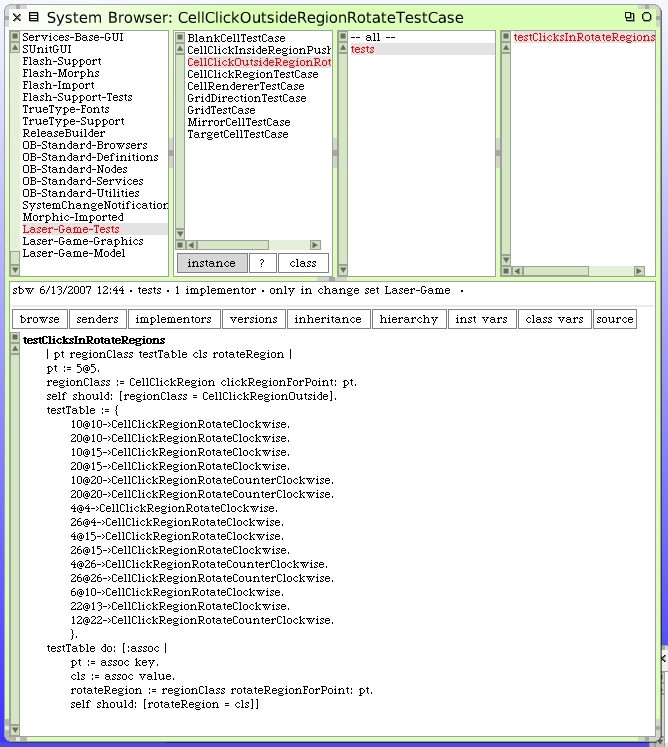 System Browser: CellClickOutsideRegionRotateTestCase
Services-Base-GUI
SUnitGUI
Flash-Support
Flash-Morphs
Flash-Import
Flash-Support-Tests
TrueType-Fonts
TrueType-Support
ReleaseBuilder
OB-Standard-Browsers
OB-Standard-Definitions
OB-Standard-Nodes
OB-Standard-Services
OB-Standard-Utilities
SystemChangeNotification
Morphic-Imported
Laser-Game-Tests
Laser-Game-Graphics
Laser-Game-Model
BlankCellTestCase
CellClickInsideRegionPush
CellClickOutsideRegionRot
CellClickRegionTestCase
CellRendererTestCase
GridDirectionTestCase
GridTestCase
MirrorCellTestCase
TargetCellTestCase
instance ? class
-- all --
tests
testClicksInRotateRegions
sbw 6/13/2007 12:44 · tests · 1 implementor · only in change set Laser-Game ·
browse senders implementors versions inheritance hierarchy inst vars class vars source
testClicksInRotateRegions
| pt regionClass testTable cls rotateRegion |
pt := 5@5.
regionClass := CellClickRegion clickRegionForPoint: pt.
self should: [regionClass = CellClickRegionOutside].
testTable := {
10@10->CellClickRegionRotateClockwise.
20@10->CellClickRegionRotateClockwise.
10@15->CellClickRegionRotateClockwise.
20@15->CellClickRegionRotateClockwise.
10@20->CellClickRegionRotateCounterClockwise.
20@20->CellClickRegionRotateCounterClockwise.
4@4->CellClickRegionRotateClockwise.
26@4->CellClickRegionRotateClockwise.
4@15->CellClickRegionRotateClockwise.
26@15->CellClickRegionRotateClockwise.
4@26->CellClickRegionRotateCounterClockwise.
26@26->CellClickRegionRotateCounterClockwise.
6@10->CellClickRegionRotateClockwise.
22@13->CellClickRegionRotateClockwise.
12@22->CellClickRegionRotateCounterClockwise.
}.
testTable do: [:assoc |
pt := assoc key.
cls := assoc value.
rotateRegion := regionClass rotateRegionForPoint: pt.
self should: [rotateRegion = cls]]